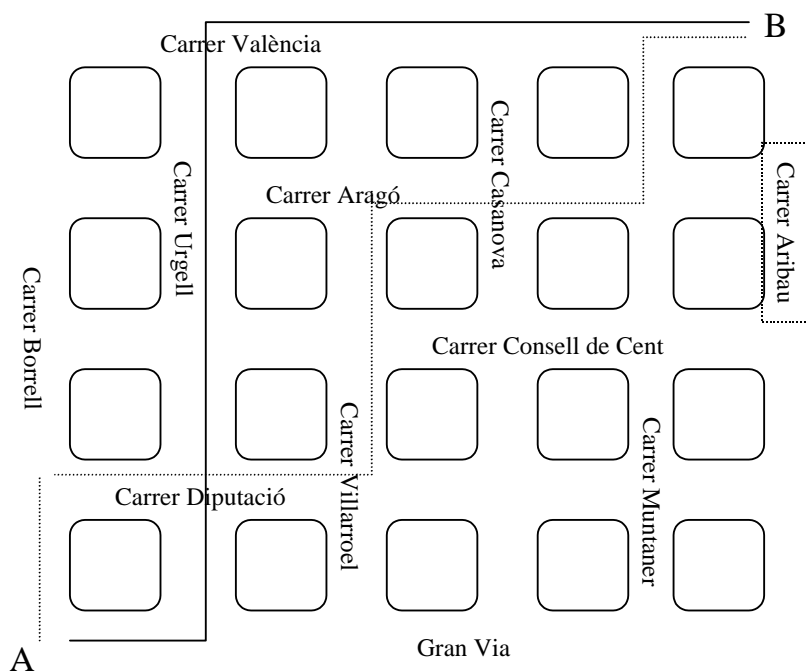 B
Carrer València
Carrer Casanova
Carrer Aribau
Carrer Urgell
Carrer Aragó
Carrer Borrell
Carrer Consell de Cent
Carrer Villarroel
Carrer Muntaner
Carrer Diputació
Gran Via
A